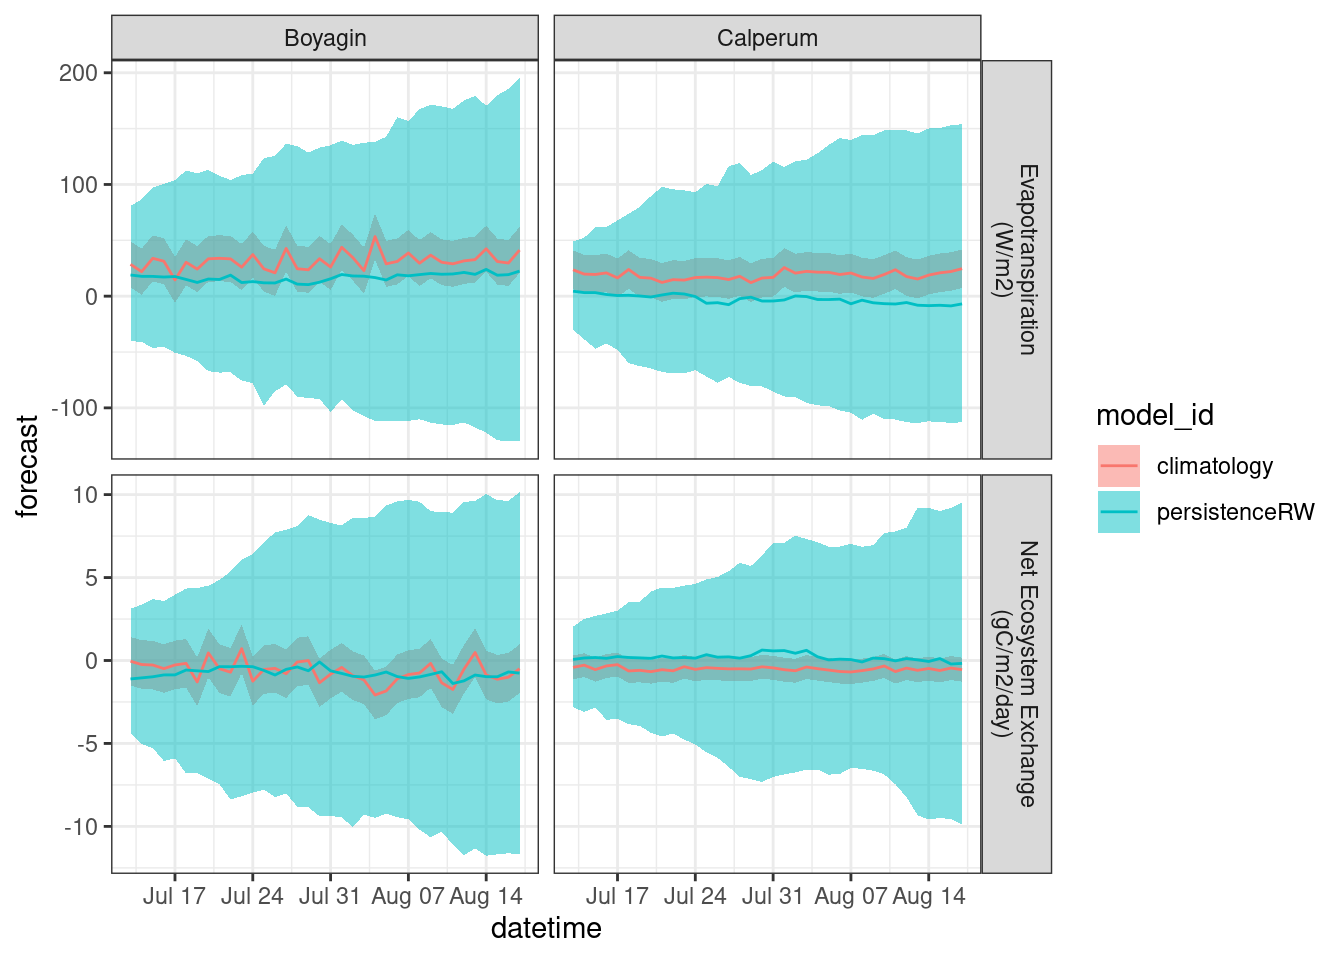 Boyagin
Calperum
200
100
0
-100
Evapotranspiration
(W/m2)
forecast
10
5
0
-5
-10
Net Ecosystem Exchange
(gC/m2/day)
Jul 17 Jul 24 Jul 31 Aug 07 Aug 14
Jul 17 Jul 24 Jul 31 Aug 07 Aug 14
datetime
model_id
climatology
persistenceRW